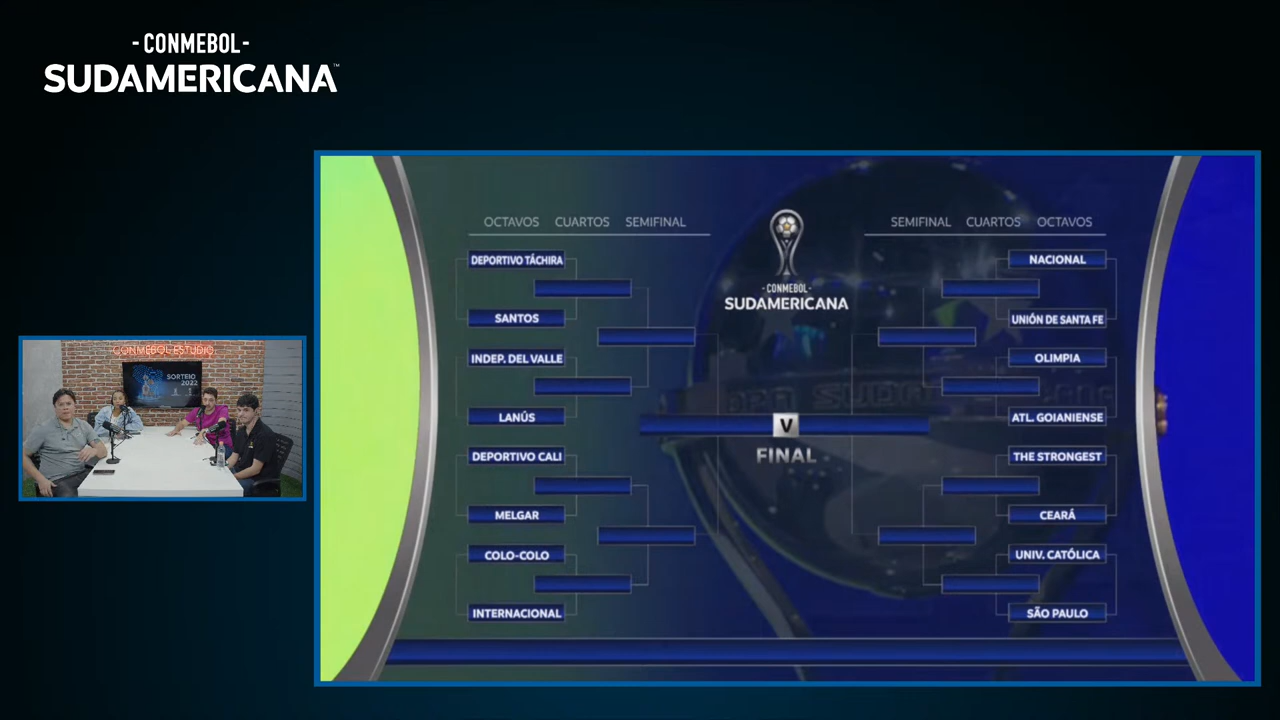 - CONMEBOL -
SUDAMERICANA™
CONMEBOL ESTUDIO
SORTEIO
2022
OCTAVOS CUARTOS SEMIFINAL
DEPORTIVO TÁCHIRA
SANTOS
INDEP. DEL VALLE
LANÚS
DEPORTIVO CALI
MELGAR
COLO-COLO
INTERNACIONAL
- CONMEBOL -
SUDAMERICANA
V
FINAL
SEMIFINAL CUARTOS OCTAVOS
NACIONAL
UNIÓN DE SANTA FE
OLIMPIA
ATL. GOIANIENSE
THE STRONGEST
CEARÁ
UNIV. CATÓLICA
SÃO PAULO